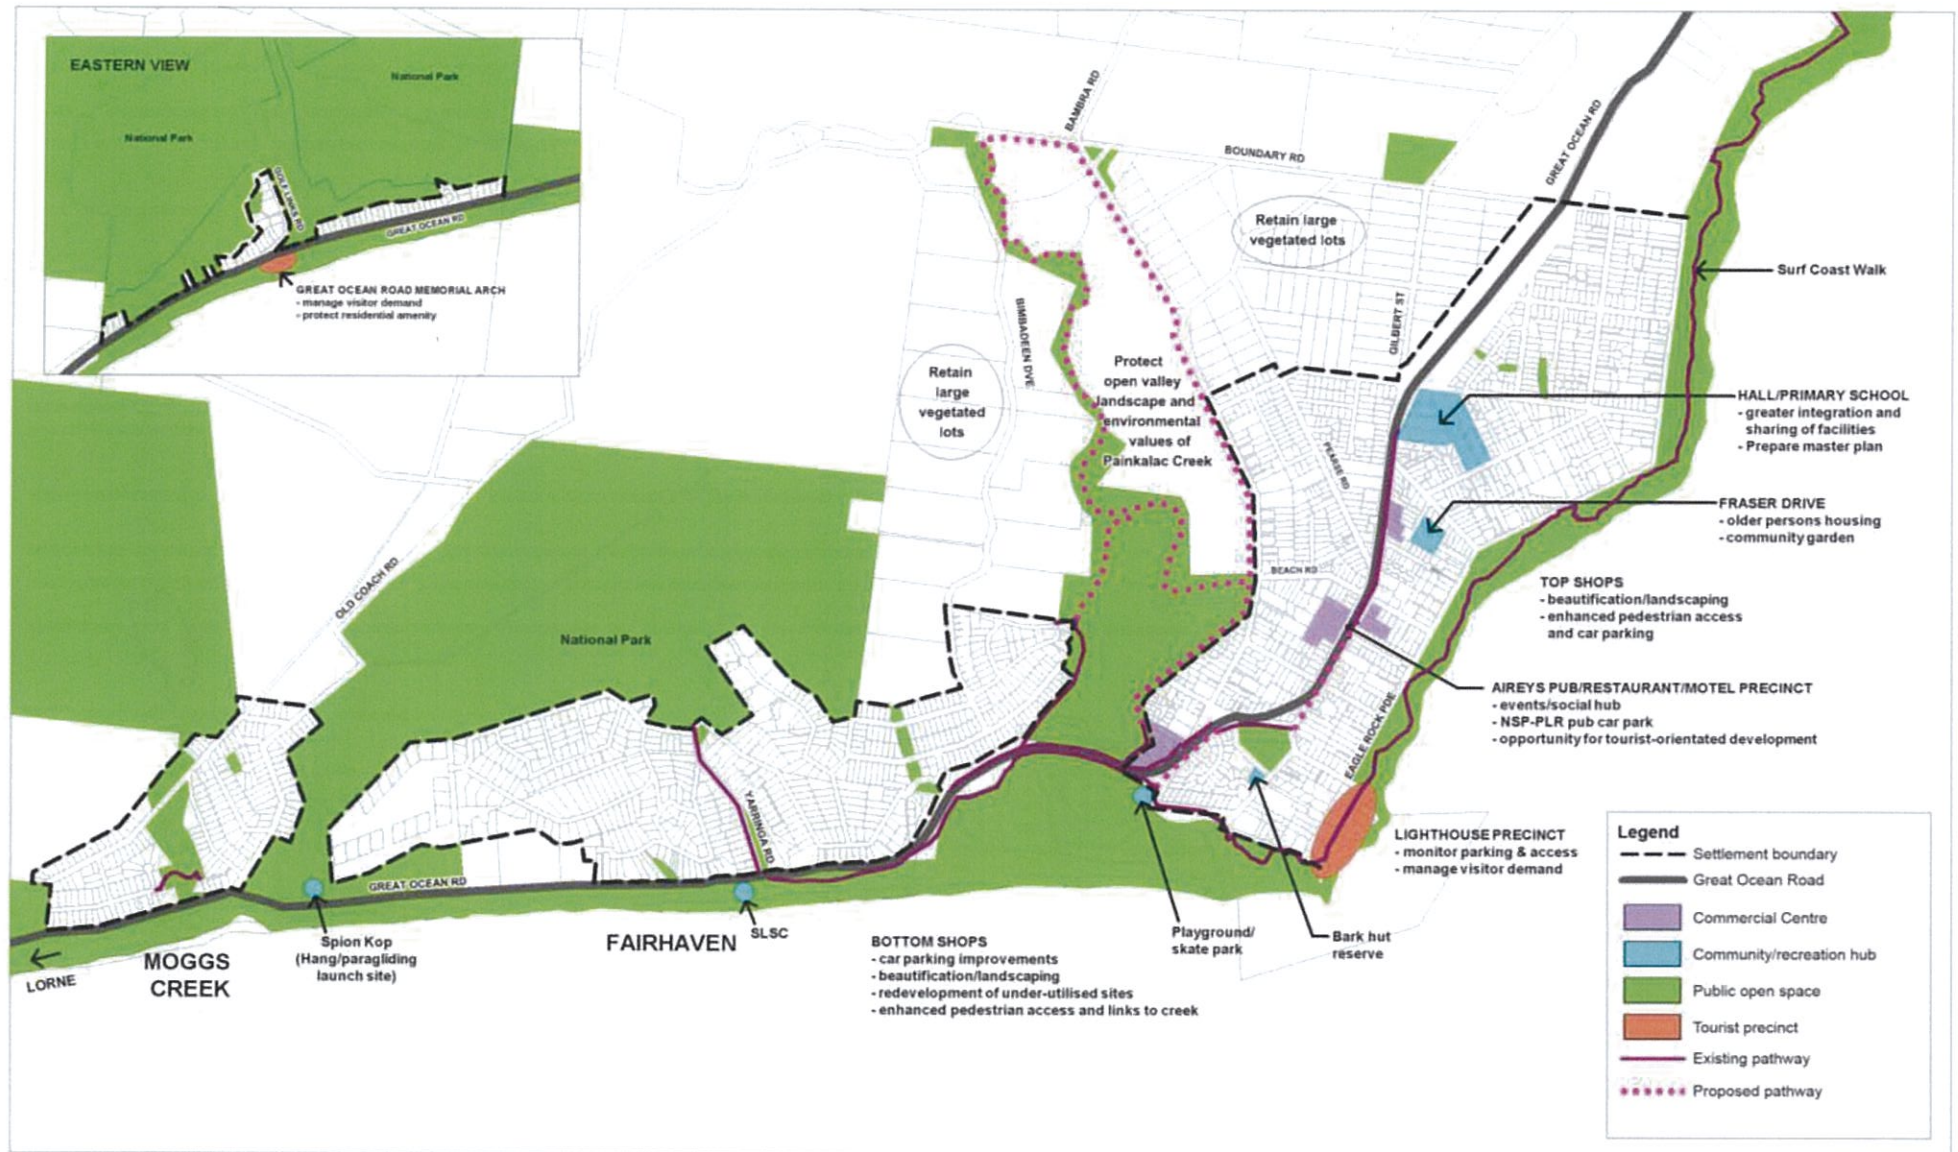 EASTERN VIEW
National Park
National Park
GOLF LINKS RD
GREAT OCEAN RD
GREAT OCEAN ROAD MEMORIAL ARCH
- manage visitor demand
- protect residential amenity
BAMBRA RD
BOUNDARY RD
GREAT OCEAN RD
Retain large
vegetated lots
Surf Coast Walk
GILBERT ST
BIMBADEEN DVE
Retain
large
vegetated
lots
Protect
open valley
landscape and
environmental
values of
Painkalac Creek
PEARSE RD
HALL/PRIMARY SCHOOL
- greater integration and
sharing of facilities
- Prepare master plan
FRASER DRIVE
- older persons housing
- community garden
BEACH RD
TOP SHOPS
- beautification/landscaping
- enhanced pedestrian access
and car parking
OLD COACH RD
National Park
AIREYS PUB/RESTAURANT/MOTEL PRECINCT
- events/social hub
- NSP-PLR pub car park
- opportunity for tourist-orientated development
EAGLE ROCK PDE
YARRINGA RD
GREAT OCEAN RD
LIGHTHOUSE PRECINCT
- monitor parking & access
- manage visitor demand
LORNE
MOGGS
CREEK
Spion Kop
(Hang/paragliding
launch site)
FAIRHAVEN
SLSC
BOTTOM SHOPS
- car parking improvements
- beautification/landscaping
- redevelopment of under-utilised sites
- enhanced pedestrian access and links to creek
Playground/
skate park
Bark hut
reserve
Legend
Settlement boundary
Great Ocean Road
Commercial Centre
Community/recreation hub
Public open space
Tourist precinct
Existing pathway
Proposed pathway